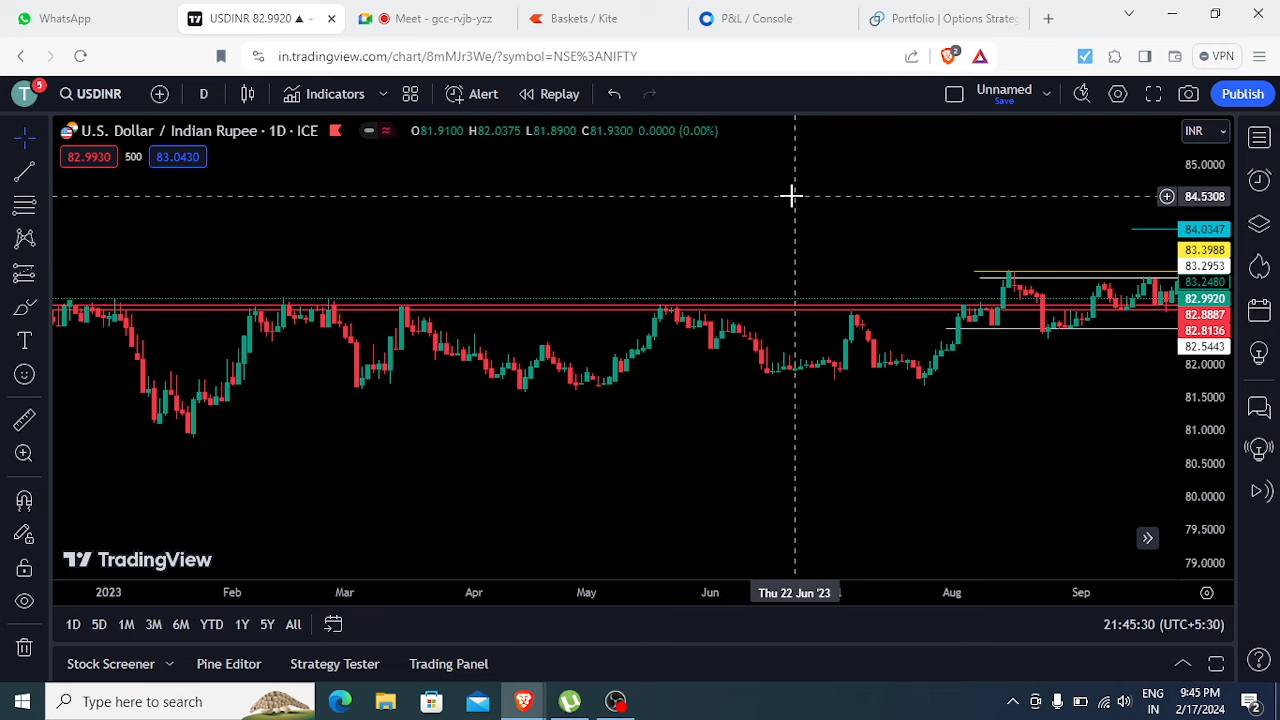 WhatsApp
USDINR 82.9920
Meet - gcc-rvjb-yzz
Baskets / Kite
P&L / Console
Portfolio | Options Strateg
in.tradingview.com/chart/8mMJr3We/?symbol=NSE%3ANIFTY
2
VPN
T
5
USDINR
D
Indicators
Alert
Replay
Unnamed
Save
Publish
U.S. Dollar / Indian Rupee · 1D · ICE
O81.9100 H82.0375 L81.8900 C81.9300 0.0000 (0.00%)
INR
82.9930
500
83.0430
85.0000
84.5308
84.0347
83.3988
83.2953
83.2480
82.9920
82.8887
82.8136
82.5443
82.0000
81.5000
81.0000
80.5000
80.0000
79.5000
79.0000
TradingView
2023
Feb
Mar
Apr
May
Jun
Thu 22 Jun '23
Aug
Sep
1D 5D 1M 3M 6M YTD 1Y 5Y All
21:45:30 (UTC+5:30)
Stock Screener
Pine Editor
Strategy Tester
Trading Panel
Type here to search
ENG
IN
9:45 PM
2/17/2024
2